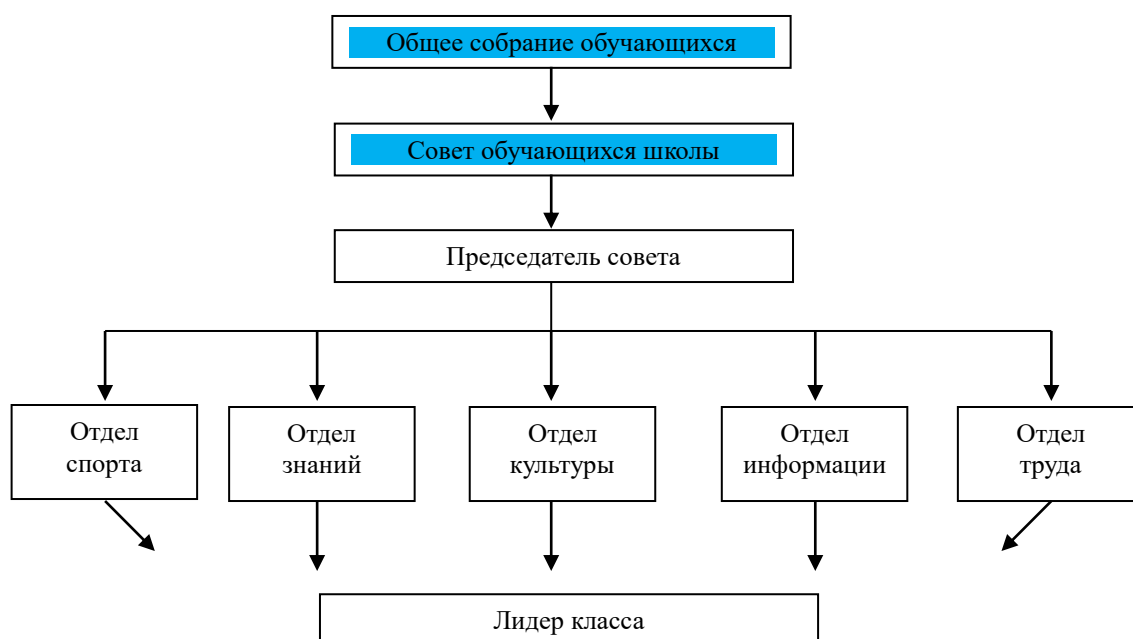 Общее собрание обучающихся
Совет обучающихся школы
Председатель совета
Отдел
спорта
Отдел
знаний
Отдел
культуры
Отдел
информации
Отдел
труда
Лидер класса